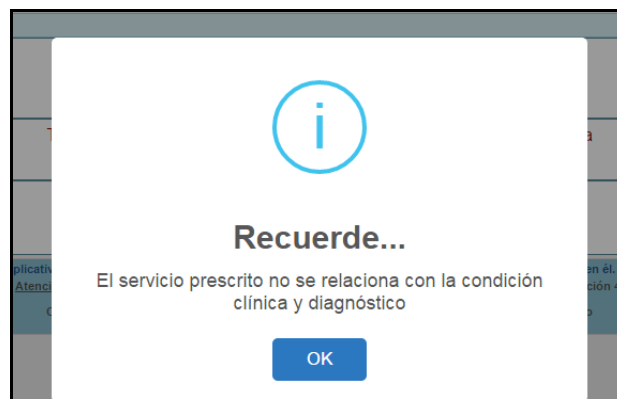 Recuerde...
El servicio prescrito no se relaciona con la condición
clínica y diagnóstico
OK